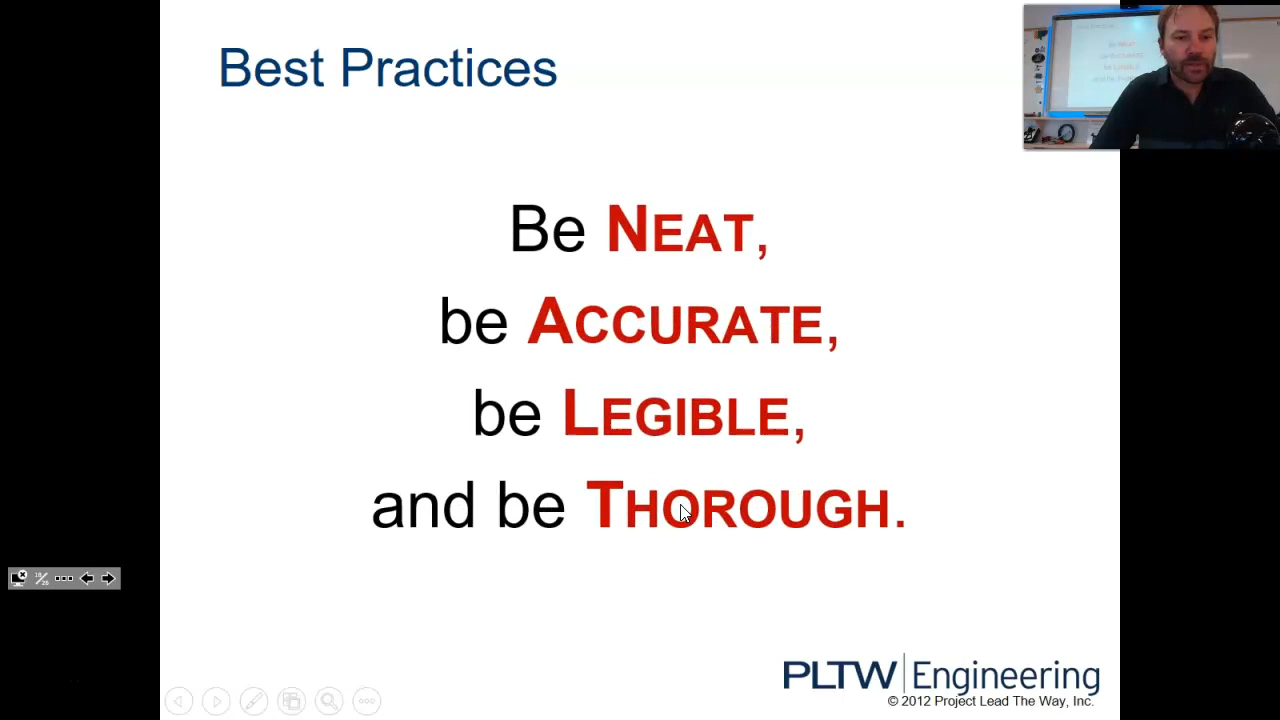 Best Practices
Be NEAT,
be ACCURATE,
be LEGIBLE,
and be THOROUGH.
PLTW Engineering
© 2012 Project Lead The Way, Inc.